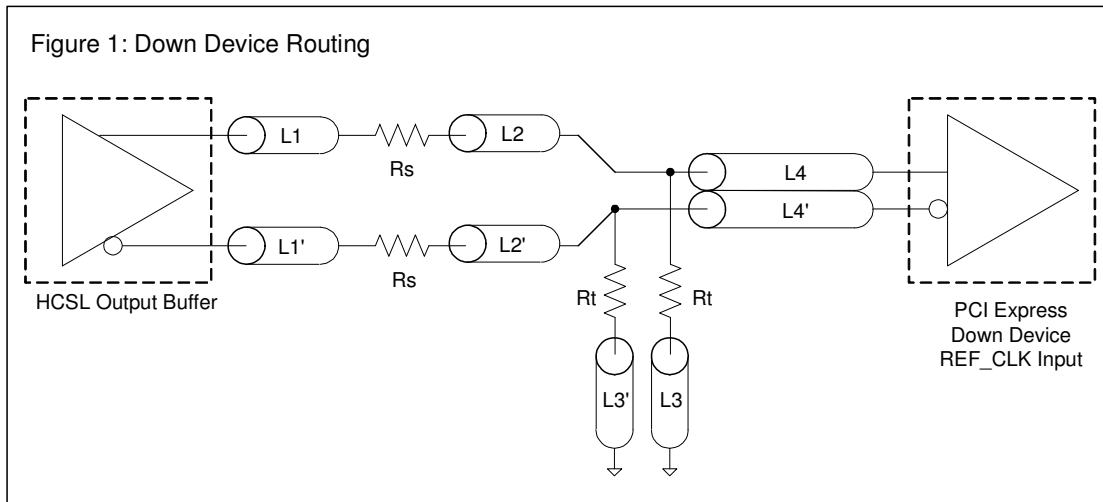 Figure 1: Down Device Routing
L1
Rs
L2
L4
L4'
L1'
Rs
L2'
HCSL Output Buffer
Rt
Rt
L3'
L3
PCI Express
Down Device
REF_CLK Input